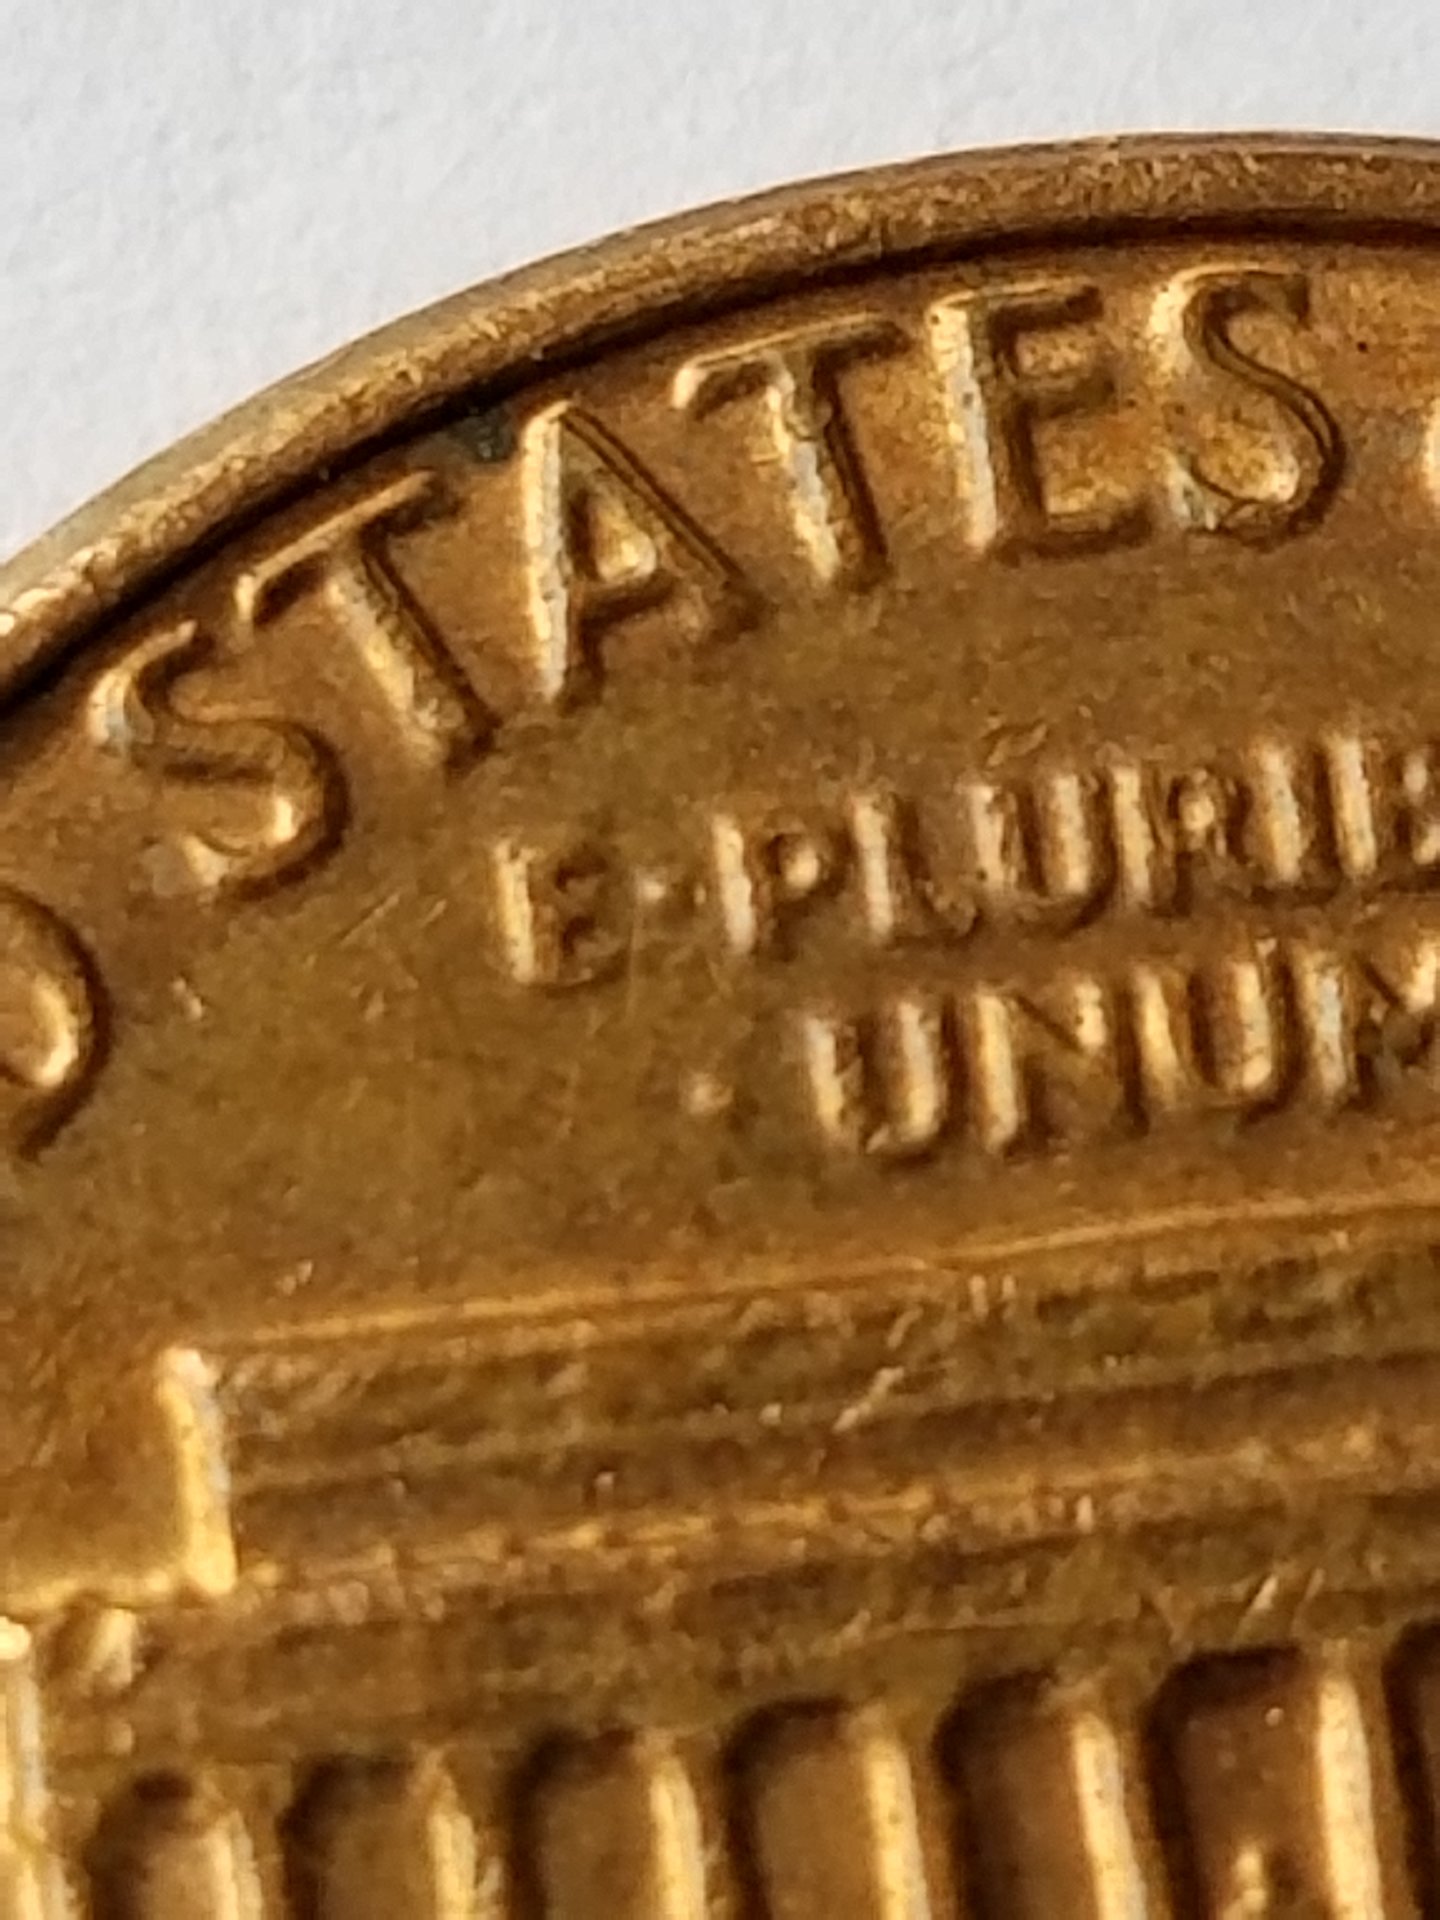 D STATES
E·PLURIB
·UNUM